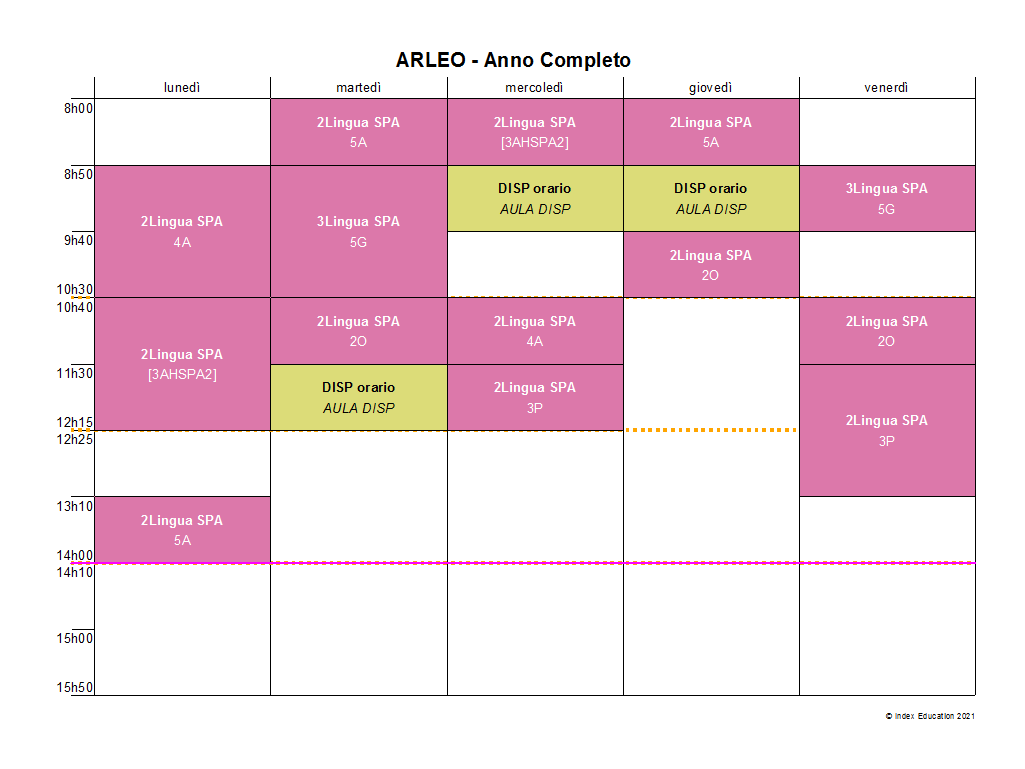 ARLEO - Anno Completo
lunedì martedì mercoledì giovedì venerdì
8h00
2Lingua SPA
5A
2Lingua SPA
[3AHSPA2]
2Lingua SPA
5A
8h50
2Lingua SPA
4A
3Lingua SPA
5G
DISP orario
AULA DISP
DISP orario
AULA DISP
3Lingua SPA
5G
9h40
2Lingua SPA
2O
10h30
10h40
2Lingua SPA
[3AHSPA2]
2Lingua SPA
2O
2Lingua SPA
4A
2Lingua SPA
2O
11h30
DISP orario
AULA DISP
2Lingua SPA
3P
2Lingua SPA
3P
12h15
12h25
13h10
2Lingua SPA
5A
14h00
14h10
15h00
15h50
© Index Education 2021